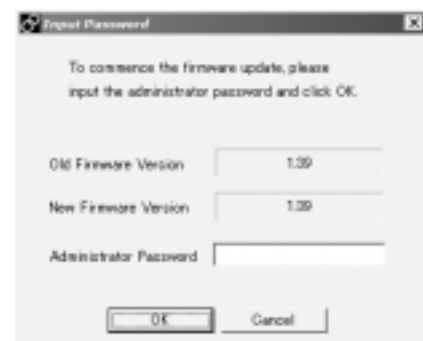 Input Password
To commence the firmware update, please
input the administrator password and click OK.
Old Firmware Version 1.39
New Firmware Version 1.39
Administrator Password
OK Cancel